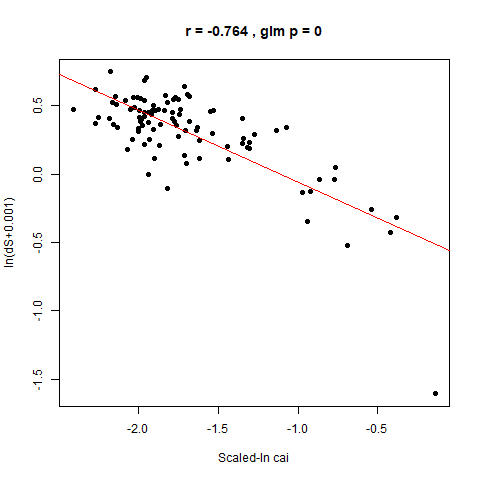 r = -0.764 , glm p = 0
0.5
0.0
-0.5
-1.0
-1.5
ln(dS+0.001)
-2.0 -1.5 -1.0 -0.5
Scaled-ln cai